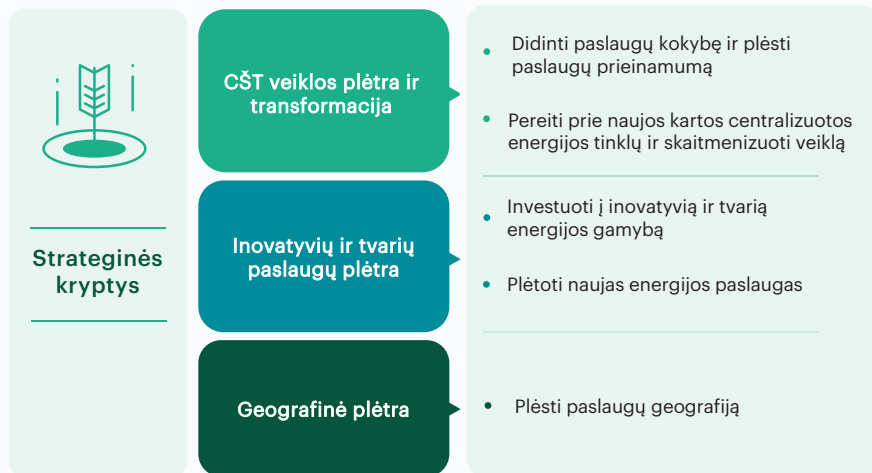 Strateginės
kryptys
CŠT veiklos plėtra ir
transformacija
Didinti paslaugų kokybę ir plėsti
paslaugų prieinamumą
Pereiti prie naujos kartos centralizuotos
energijos tinklų ir skaitmenizuoti veiklą
Inovatyvių ir tvarių
paslaugų plėtra
Investuoti į inovatyvią ir tvarią
energijos gamybą
Plėtoti naujas energijos paslaugas
Geografinė plėtra
Plėsti paslaugų geografiją